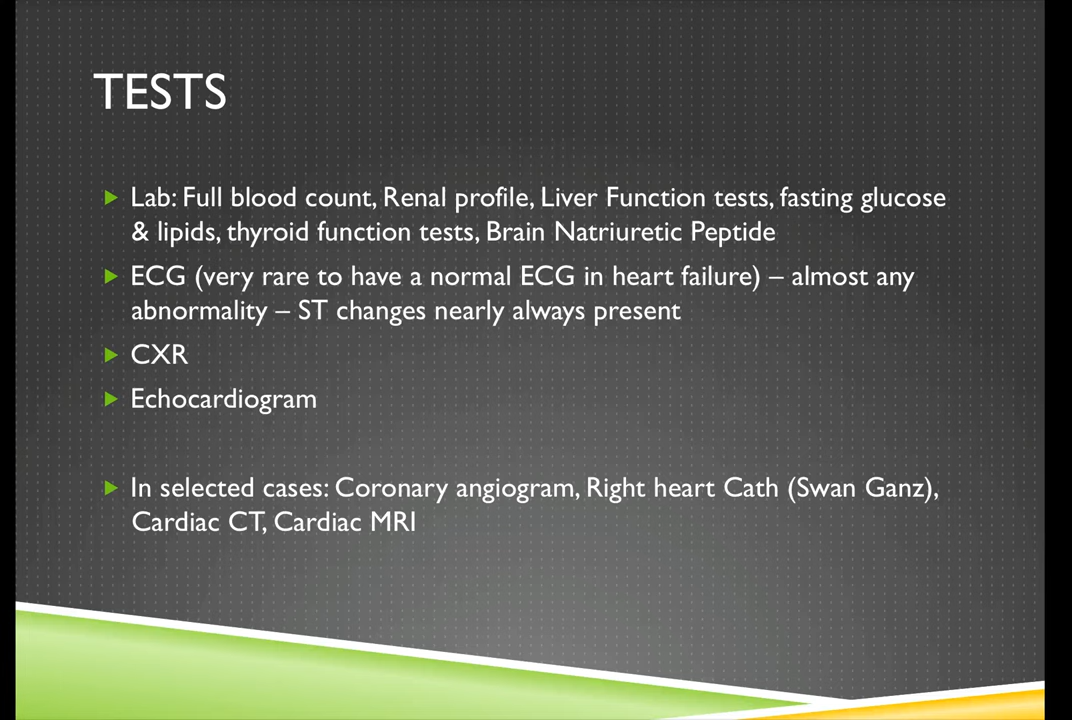 TESTS
Lab: Full blood count, Renal profile, Liver Function tests, fasting glucose
& lipids, thyroid function tests, Brain Natriuretic Peptide
ECG (very rare to have a normal ECG in heart failure) – almost any
abnormality – ST changes nearly always present
CXR
Echocardiogram
In selected cases: Coronary angiogram, Right heart Cath (Swan Ganz),
Cardiac CT, Cardiac MRI